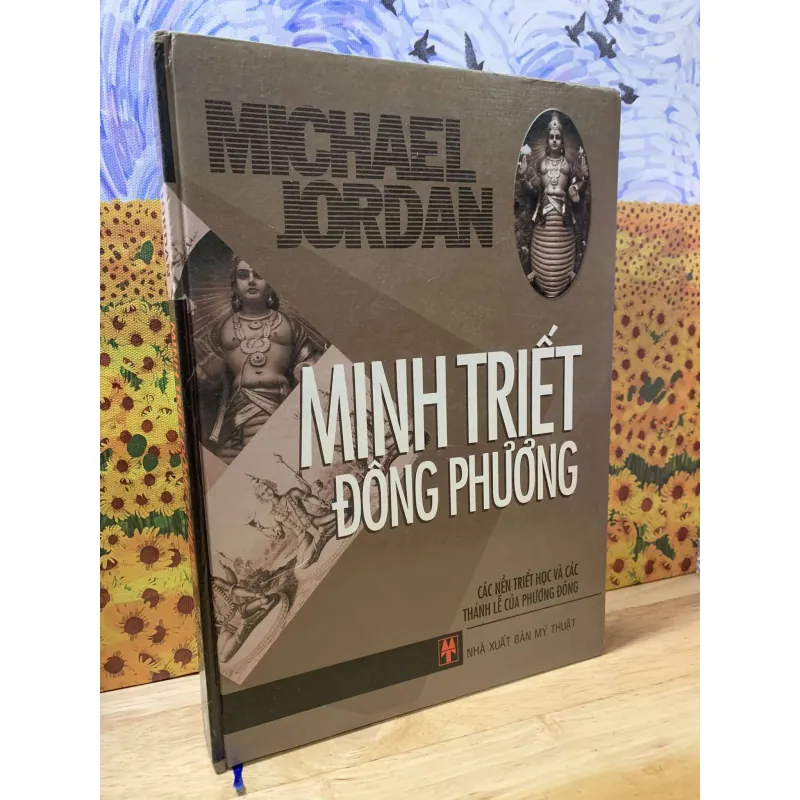 MICHAEL
JORDAN
MINH TRIẾT
ĐÔNG PHƯƠNG
CÁC NỀN TRIẾT HỌC VÀ CÁC
THÁNH LỄ CỦA PHƯƠNG ĐÔNG
NHÀ XUẤT BẢN MỸ THUẬT